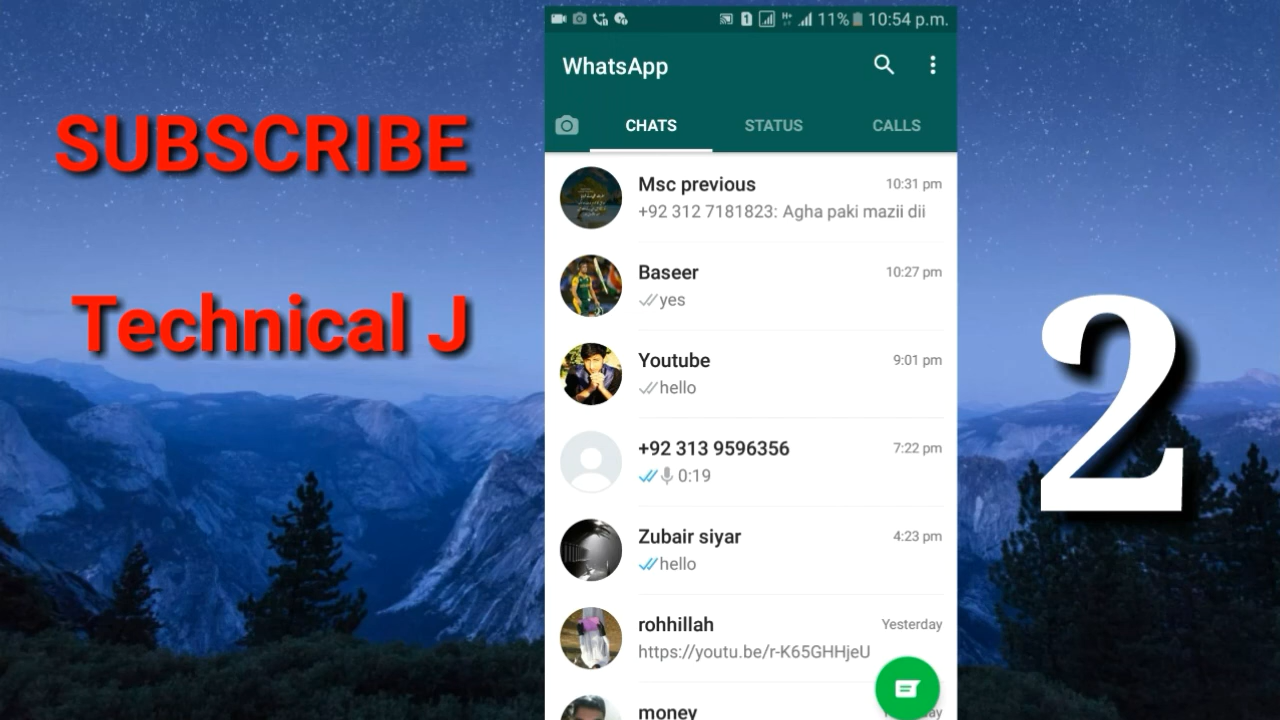 SUBSCRIBE
Technical J
11% 10:54 p.m.
WhatsApp
CHATS STATUS CALLS
Msc previous 10:31 pm
+92 312 7181823: Agha paki mazii dii
Baseer 10:27 pm
yes
Youtube 9:01 pm
hello
+92 313 9596356 7:22 pm
0:19
Zubair siyar 4:23 pm
hello
rohhillah Yesterday
https://youtu.be/r-K65GHHjeU
money
2